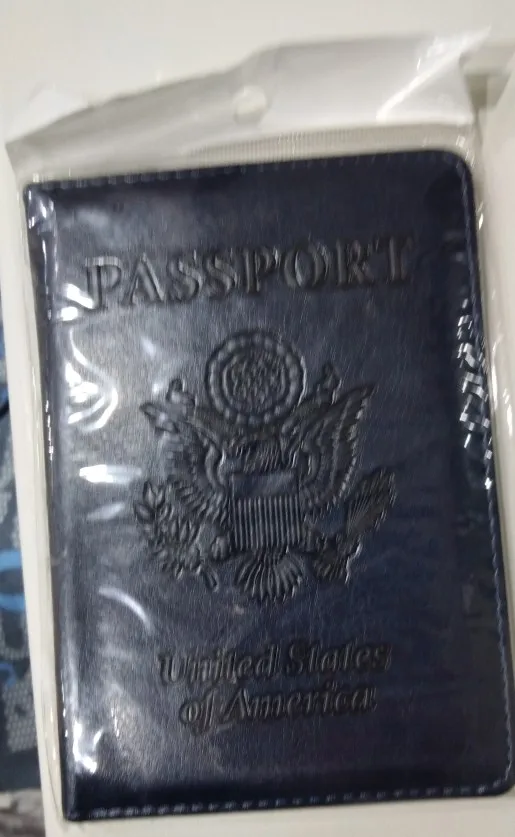 PASSPORT
United States
of America